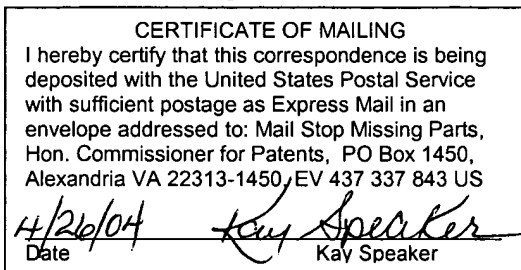 CERTIFICATE OF MAILING
I hereby certify that this correspondence is being
deposited with the United States Postal Service
with sufficient postage as Express Mail in an
envelope addressed to: Mail Stop Missing Parts,
Hon. Commissioner for Patents, PO Box 1450,
Alexandria VA 22313-1450, EV 437 337 843 US
4/26/04 Kay Speaker
Date Kay Speaker